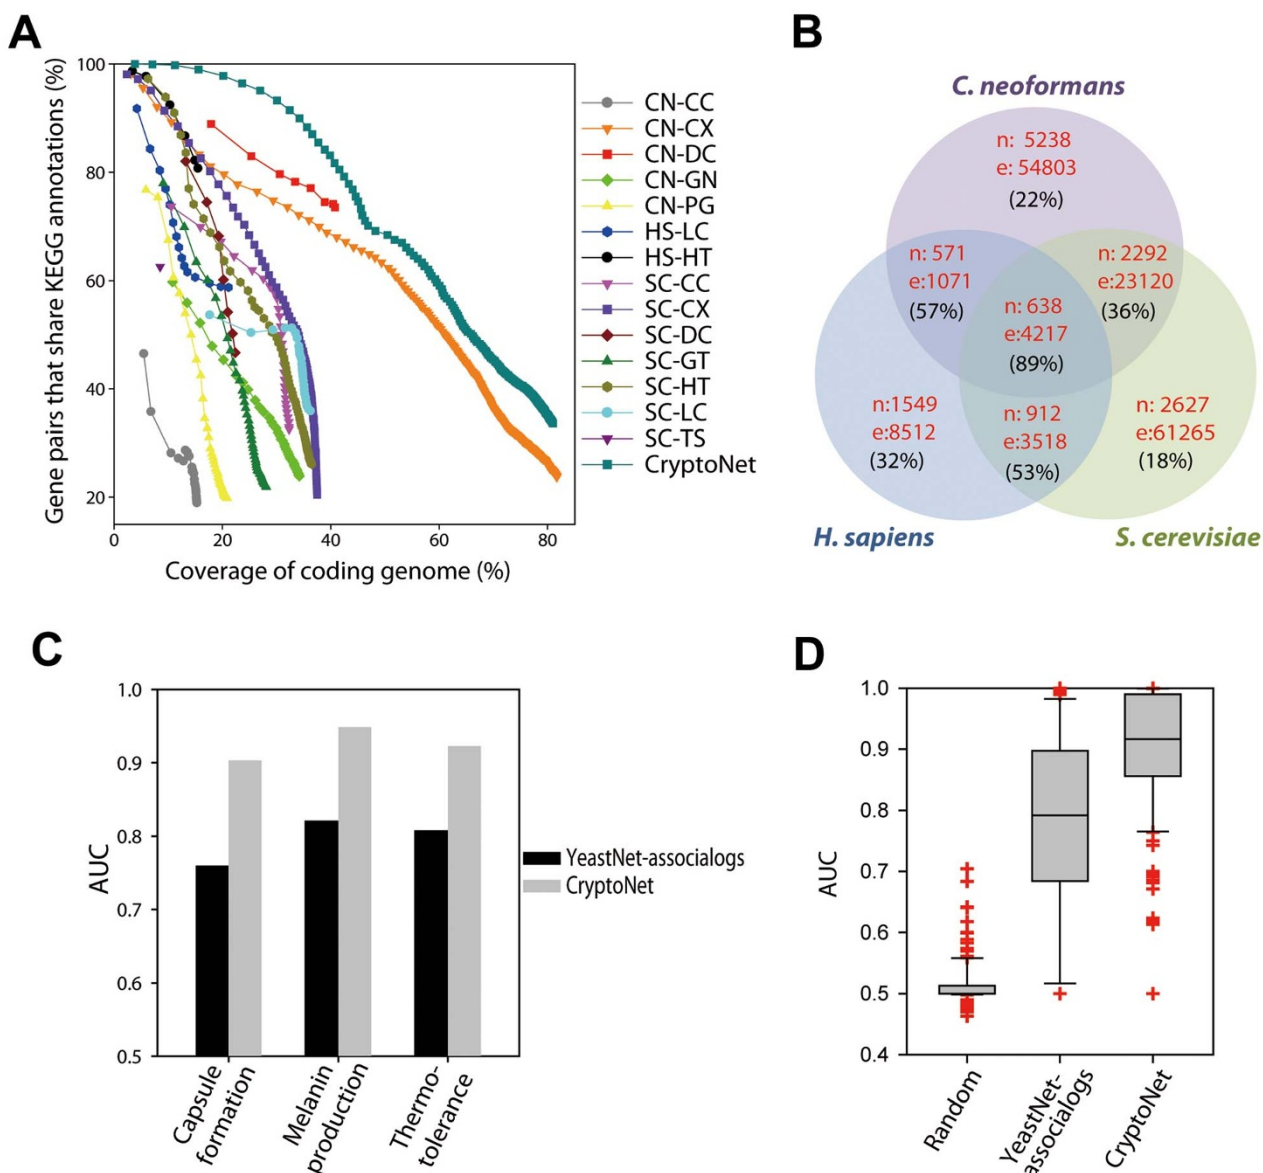 A
Gene pairs that share KEGG annotations (%)
100
80
60
40
20
0
20
40
60
80
Coverage of coding genome (%)
CN-CC
CN-CX
CN-DC
CN-GN
CN-PG
HS-LC
HS-HT
SC-CC
SC-CX
SC-DC
SC-GT
SC-HT
SC-LC
SC-TS
CryptoNet
B
C. neoformans
n: 5238
e: 54803
(22%)
n: 571
e:1071
(57%)
n: 2292
e:23120
(36%)
n: 638
e:4217
(89%)
n:1549
e:8512
(32%)
n: 912
e:3518
(53%)
n: 2627
e:61265
(18%)
H. sapiens
S. cerevisiae
C
AUC
1.0
0.9
0.8
0.7
0.6
0.5
Capsule
formation
Melanin
production
Thermo-
tolerance
YeastNet-associalogs
CryptoNet
D
AUC
1.0
0.9
0.8
0.7
0.6
0.5
0.4
Random
YeastNet-
associalogs
CryptoNet